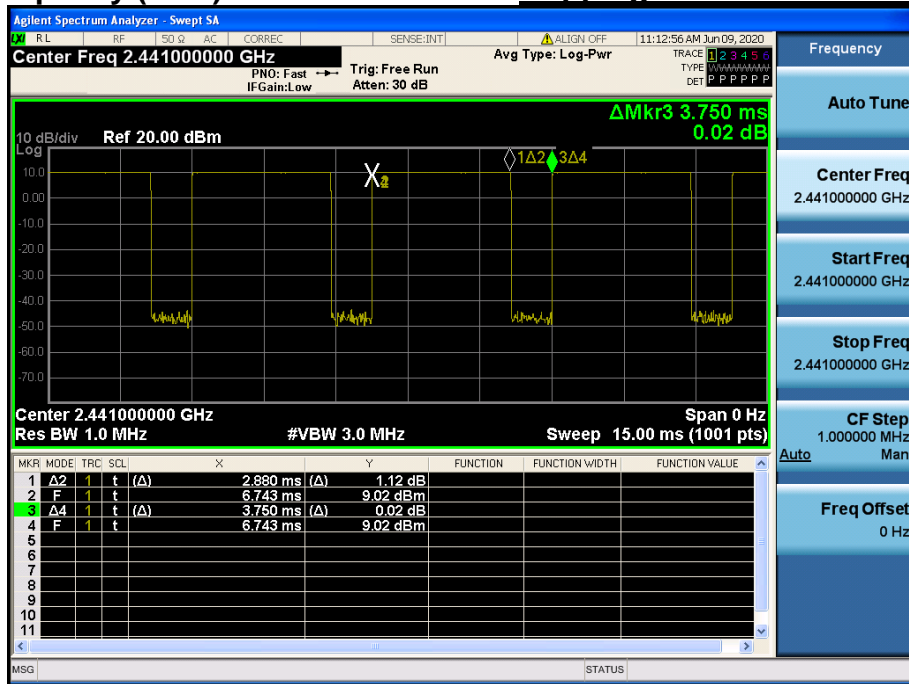 Agilent Spectrum Analyzer - Swept SA
LXI RL RF 50 Ω AC CORREC SENSE:INT ALIGN OFF 11:12:56 AM Jun 09, 2020
Center Freq 2.441000000 GHz
PNO: Fast
IFGain:Low
Trig: Free Run
Atten: 30 dB
Avg Type: Log-Pwr
TRACE 1 2 3 4 5 6
TYPE WWWWWW
DET P P P P P P
ΔMkr3 3.750 ms
0.02 dB
10 dB/div Ref 20.00 dBm
Log
10.0
0.00
-10.0
-20.0
-30.0
-40.0
-50.0
-60.0
-70.0
1Δ2
3Δ4
Center 2.441000000 GHz Span 0 Hz
Res BW 1.0 MHz #VBW 3.0 MHz Sweep 15.00 ms (1001 pts)
MKR MODE TRC SCL X Y FUNCTION FUNCTION WIDTH FUNCTION VALUE
1 Δ2 1 t (Δ) 2.880 ms (Δ) 1.12 dB
2 F 1 t 6.743 ms 9.02 dBm
3 Δ4 1 t (Δ) 3.750 ms (Δ) 0.02 dB
4 F 1 t 6.743 ms 9.02 dBm
5
6
7
8
9
10
11
MSG STATUS
Frequency
Auto Tune
Center Freq
2.441000000 GHz
Start Freq
2.441000000 GHz
Stop Freq
2.441000000 GHz
CF Step
1.000000 MHz
Auto Man
Freq Offset
0 Hz